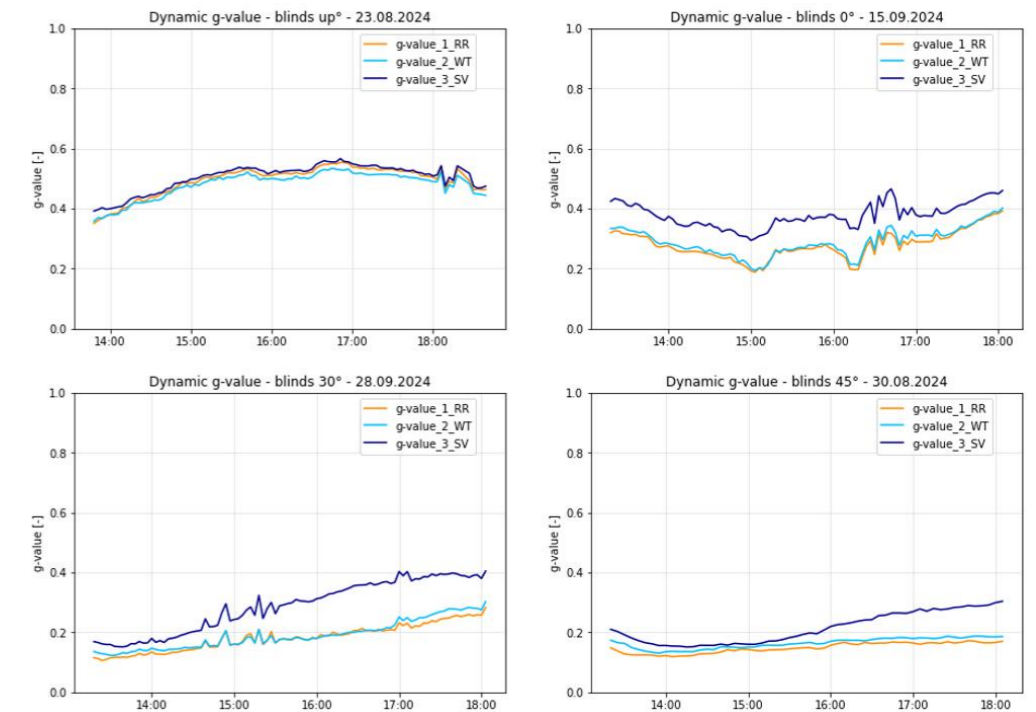 Dynamic g-value - blinds up° - 23.08.2024
g-value [-]
1.0
0.8
0.6
0.4
0.2
0.0
14:00 15:00 16:00 17:00 18:00
g-value_1_RR
g-value_2_WT
g-value_3_SV
Dynamic g-value - blinds 0° - 15.09.2024
g-value [-]
1.0
0.8
0.6
0.4
0.2
0.0
14:00 15:00 16:00 17:00 18:00
g-value_1_RR
g-value_2_WT
g-value_3_SV
Dynamic g-value - blinds 30° - 28.09.2024
g-value [-]
1.0
0.8
0.6
0.4
0.2
0.0
14:00 15:00 16:00 17:00 18:00
g-value_1_RR
g-value_2_WT
g-value_3_SV
Dynamic g-value - blinds 45° - 30.08.2024
g-value [-]
1.0
0.8
0.6
0.4
0.2
0.0
14:00 15:00 16:00 17:00 18:00
g-value_1_RR
g-value_2_WT
g-value_3_SV